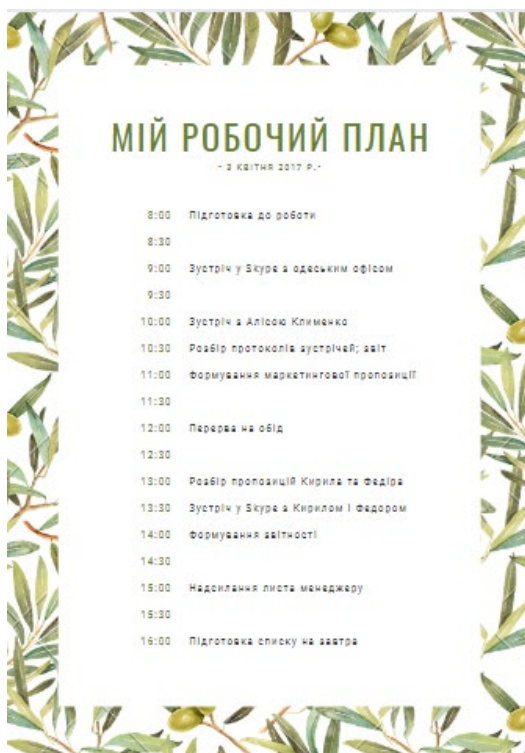 МІЙ РОБОЧИЙ ПЛАН
- 3 КВІТНЯ 2017 Р.-
8:00 Підготовка до роботи
8:30
9:00 Зустріч у Skype з одеським офісом
9:30
10:00 Зустріч з Алісою Клименко
10:30 Розбір протоколів зустрічей; звіт
11:00 Формування маркетингової пропозиції
11:30
12:00 Перерва на обід
12:30
13:00 Розбір пропозицій Кирила та Федіра
13:30 Зустріч у Skype з Кирилом і Федором
14:00 Формування звітності
14:30
15:00 Надсилання листа менеджеру
15:30
16:00 Підготовка списку на завтра